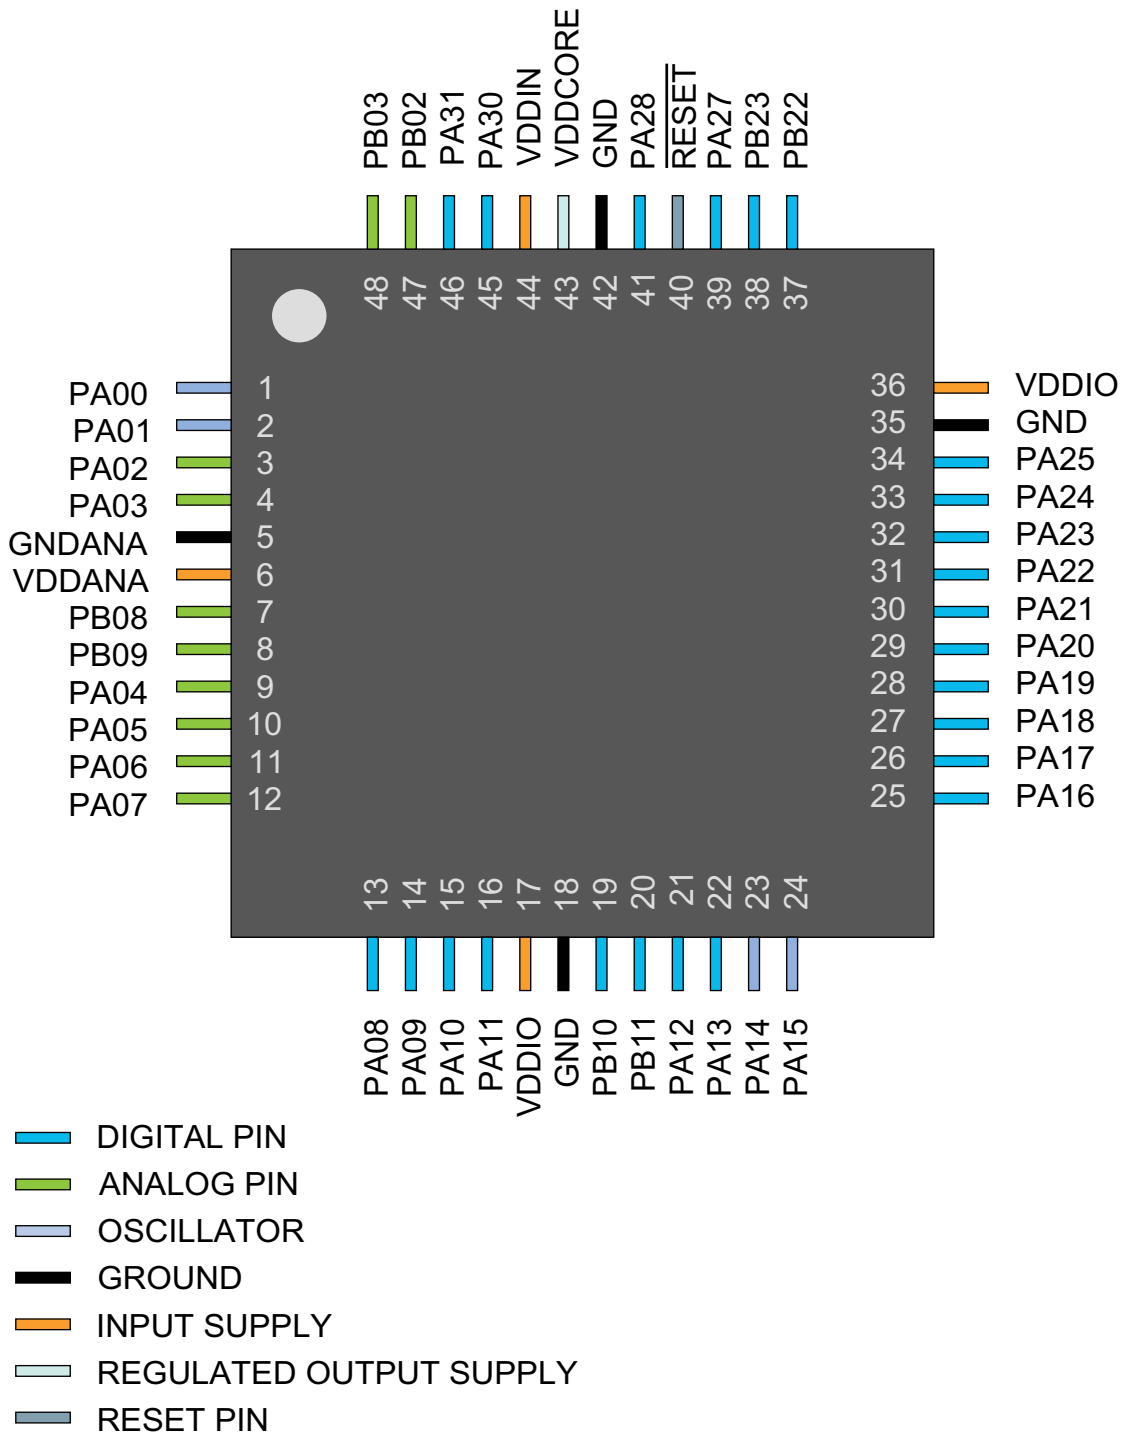 PB03
PB02
PA31
PA30
VDDIN
VDDCORE
GND
PA28
RESET
PA27
PB23
PB22
48
47
46
45
44
43
42
41
40
39
38
37
PA00 1
PA01 2
PA02 3
PA03 4
GNDANA 5
VDDANA 6
PB08 7
PB09 8
PA04 9
PA05 10
PA06 11
PA07 12
36 VDDIO
35 GND
34 PA25
33 PA24
32 PA23
31 PA22
30 PA21
29 PA20
28 PA19
27 PA18
26 PA17
25 PA16
13
14
15
16
17
18
19
20
21
22
23
24
PA08
PA09
PA10
PA11
VDDIO
GND
PB10
PB11
PA12
PA13
PA14
PA15
DIGITAL PIN
ANALOG PIN
OSCILLATOR
GROUND
INPUT SUPPLY
REGULATED OUTPUT SUPPLY
RESET PIN